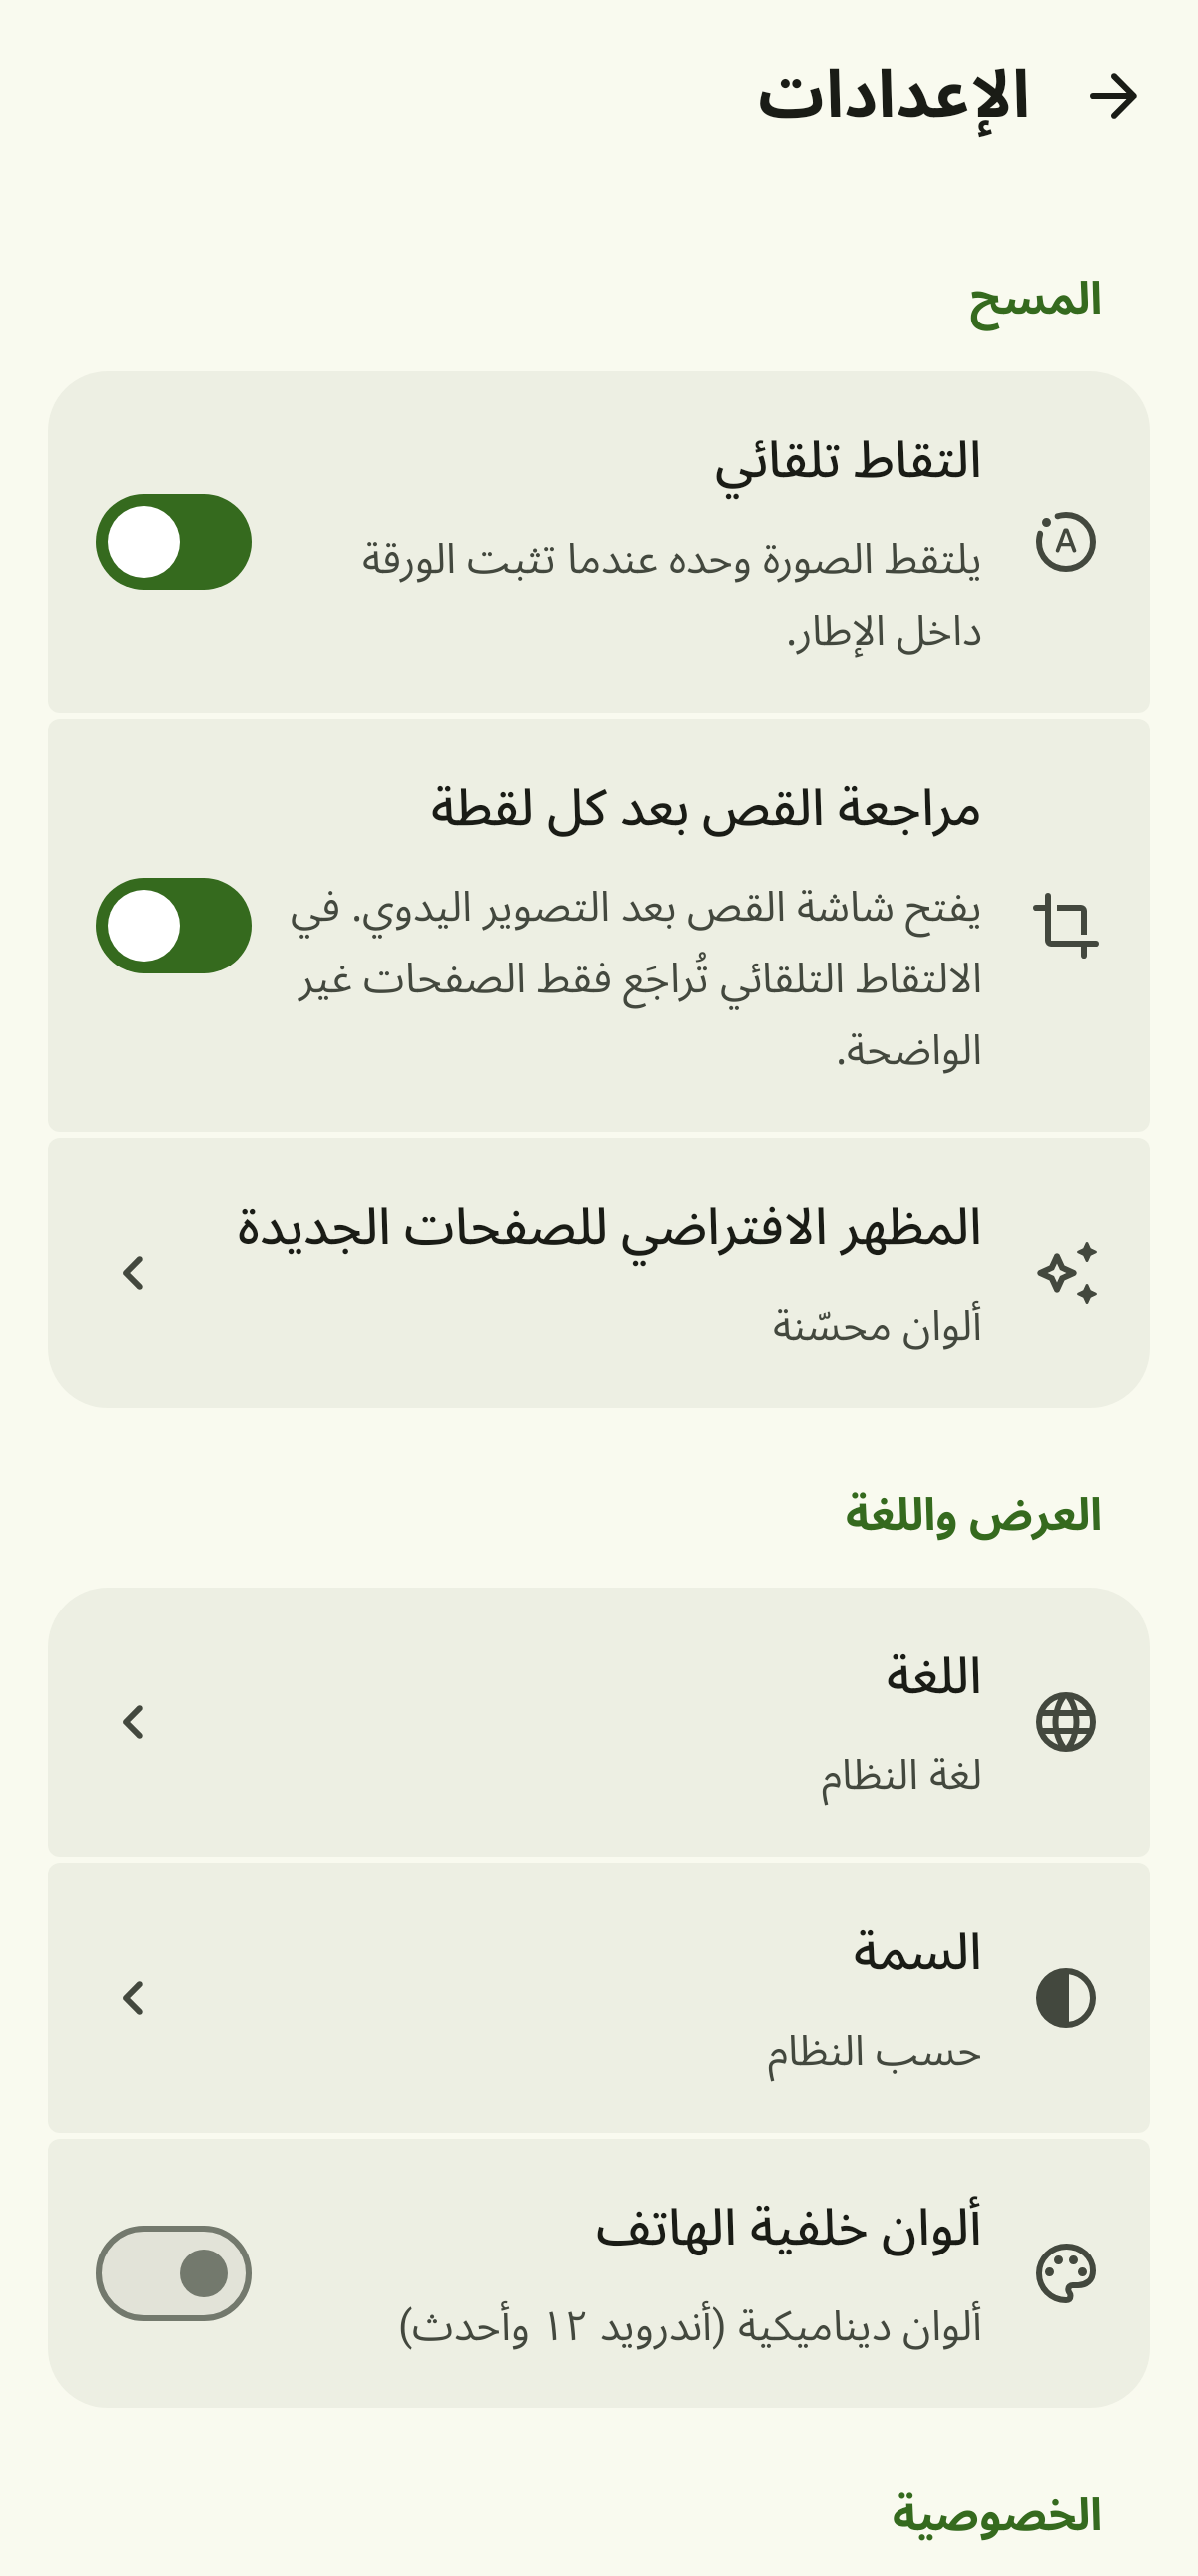 الإعدادات
المسح
التقاط تلقائي
يلتقط الصورة وحده عندما تثبت الورقة
داخل الإطار.
مراجعة القص بعد كل لقطة
يفتح شاشة القص بعد التصوير اليدوي. في
الالتقاط التلقائي تُراجَع فقط الصفحات غير
الواضحة.
المظهر الافتراضي للصفحات الجديدة
ألوان محسّنة
العرض واللغة
اللغة
لغة النظام
السمة
حسب النظام
ألوان خلفية الهاتف
ألوان ديناميكية (أندرويد ١٢ وأحدث)
الخصوصية